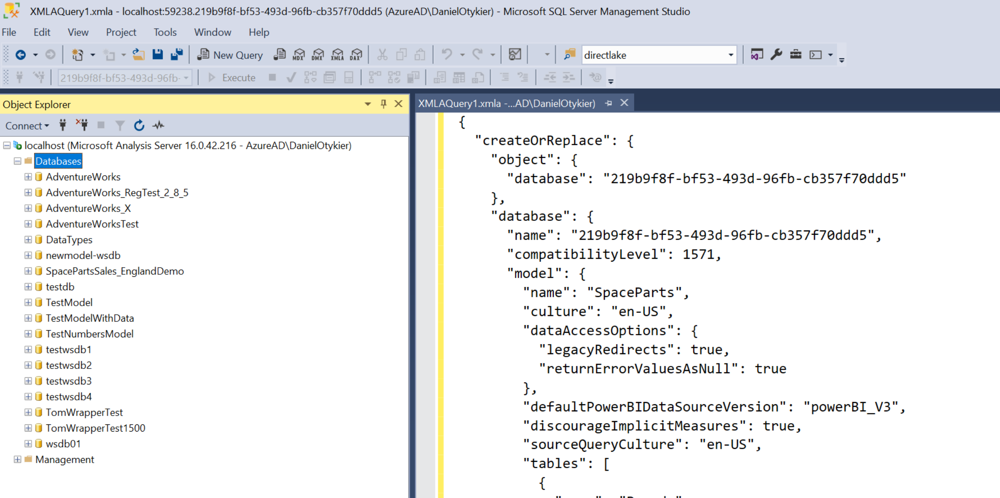 XMLAQuery1.xmla - localhost:59238.219b9f8f-bf53-493d-96fb-cb357f70ddd5 (AzureAD\DanielOtykier) - Microsoft SQL Server Management Studio
File Edit View Project Tools Window Help
New Query MDX DMX XMLA DAX directlake
219b9f8f-bf53-493d-96fb- Execute
Object Explorer
Connect
localhost (Microsoft Analysis Server 16.0.42.216 - AzureAD\DanielOtykier)
Databases
AdventureWorks
AdventureWorks_RegTest_2_8_5
AdventureWorks_X
AdventureWorksTest
DataTypes
newmodel-wsdb
SpacePartsSales_EnglandDemo
testdb
TestModel
TestModelWithData
TestNumbersModel
testwsdb1
testwsdb2
testwsdb3
testwsdb4
TomWrapperTest
TomWrapperTest1500
wsdb01
Management
XMLAQuery1.xmla -...AD\DanielOtykier)
{
"createOrReplace": {
"object": {
"database": "219b9f8f-bf53-493d-96fb-cb357f70ddd5"
},
"database": {
"name": "219b9f8f-bf53-493d-96fb-cb357f70ddd5",
"compatibilityLevel": 1571,
"model": {
"name": "SpaceParts",
"culture": "en-US",
"dataAccessOptions": {
"legacyRedirects": true,
"returnErrorValuesAsNull": true
},
"defaultPowerBIDataSourceVersion": "powerBI_V3",
"discourageImplicitMeasures": true,
"sourceQueryCulture": "en-US",
"tables": [
{